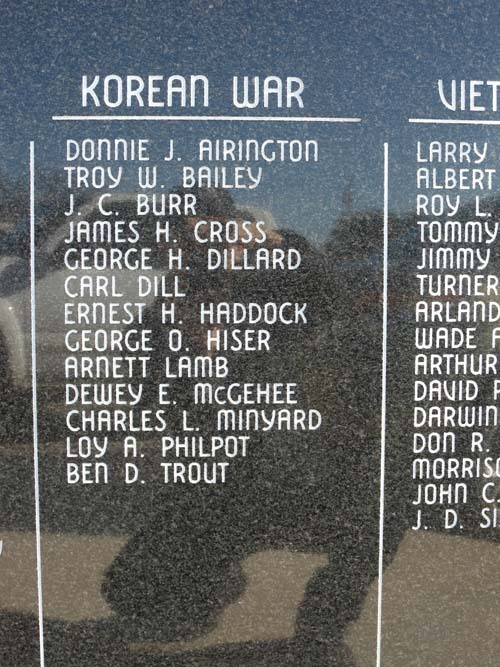 KOREAN WAR
DONNIE J. AIRINGTON
TROY W. BAILEY
J. C. BURR
JAMES H. CROSS
GEORGE H. DILLARD
CARL DILL
ERNEST H. HADDOCK
GEORGE O. HISER
ARNETT LAMB
DEWEY E. McGEHEE
CHARLES L. MINYARD
LOY A. PHILPOT
BEN D. TROUT
VIET
LARRY
ALBERT
ROY L.
TOMMY
JIMMY
TURNER
ARLAND
WADE
ARTHUR
DAVID
DARWIN
DON R.
JOHN C.
J. D.